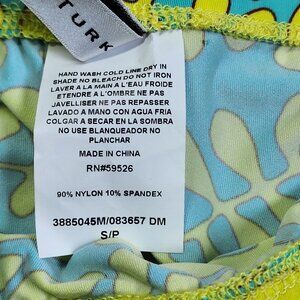 TURK
HAND WASH COLD LINE DRY IN
SHADE NO BLEACH DO NOT IRON
LAVER A LA MAIN A L'EAU FROIDE
ETENDRE A L'OMBRE NE PAS
JAVELLISER NE PAS REPASSER
LAVADO A MANO CON AGUA FRIA
COLGAR A SECAR EN LA SOMBRA
NO USE BLANQUEADOR NO
PLANCHAR
MADE IN CHINA
RN#59526
90% NYLON 10% SPANDEX
3885045M/083657 DM
S/P